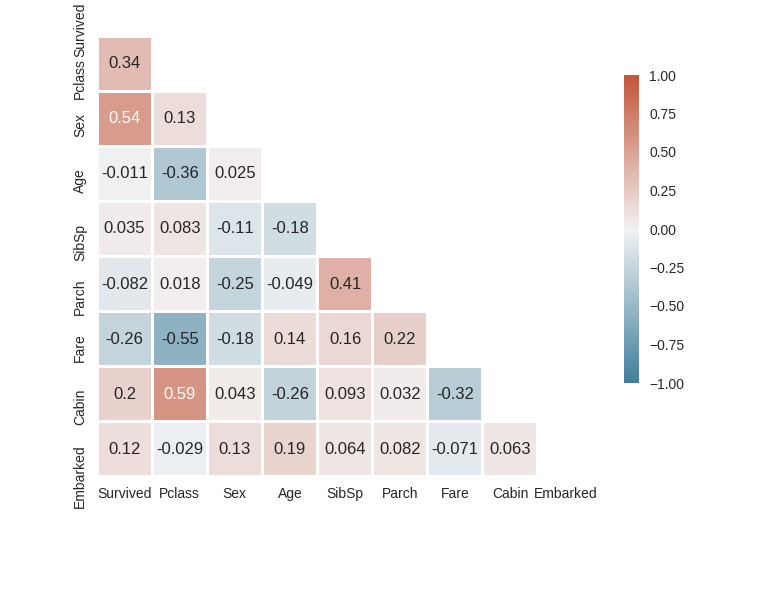 Survived
Pclass
0.34
Sex
0.54 0.13
Age
-0.011 -0.36 0.025
SibSp
0.035 0.083 -0.11 -0.18
Parch
-0.082 0.018 -0.25 -0.049 0.41
Fare
-0.26 -0.55 -0.18 0.14 0.16 0.22
Cabin
0.2 0.59 0.043 -0.26 0.093 0.032 -0.32
Embarked
0.12 -0.029 0.13 0.19 0.064 0.082 -0.071 0.063
Survived Pclass Sex Age SibSp Parch Fare Cabin Embarked
1.00
0.75
0.50
0.25
0.00
−0.25
−0.50
−0.75
−1.00